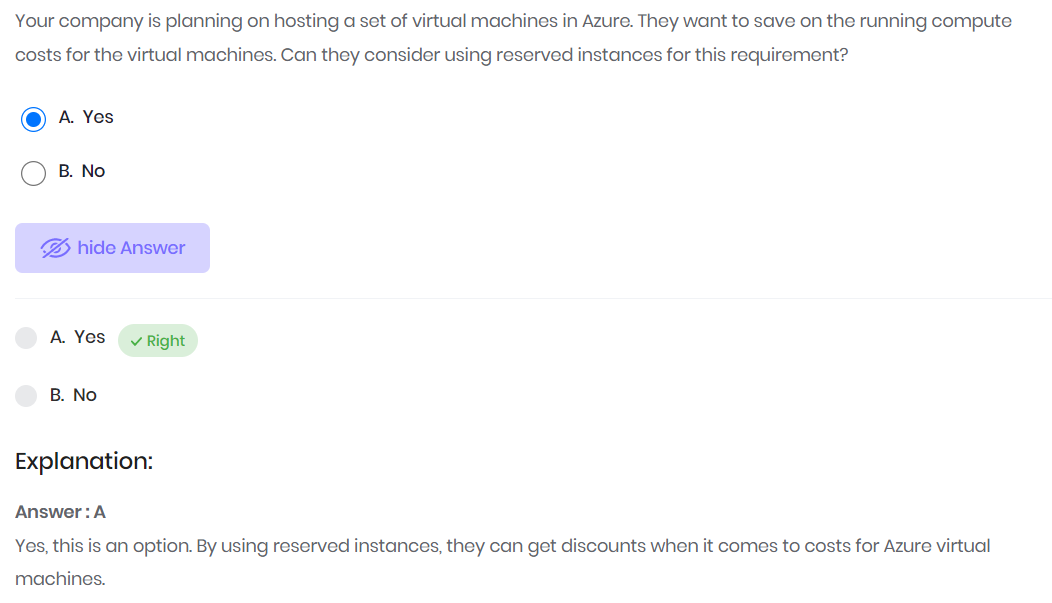 Your company is planning on hosting a set of virtual machines in Azure. They want to save on the running compute
costs for the virtual machines. Can they consider using reserved instances for this requirement?
A. Yes
B. No
hide Answer
A. Yes Right
B. No
Explanation:
Answer : A
Yes, this is an option. By using reserved instances, they can get discounts when it comes to costs for Azure virtual
machines.